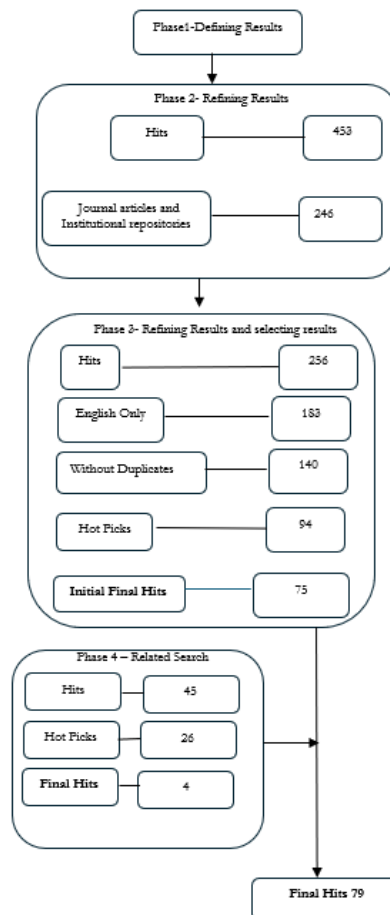 Phase1-Defining Results
Phase 2- Refining Results
Hits
453
Journal articles and
Institutional repositories
246
Phase 3- Refining Results and selecting results
Hits
256
English Only
183
Without Duplicates
140
Hot Picks
94
Initial Final Hits
75
Phase 4 – Related Search
Hits
45
Hot Picks
26
Final Hits
4
Final Hits 79